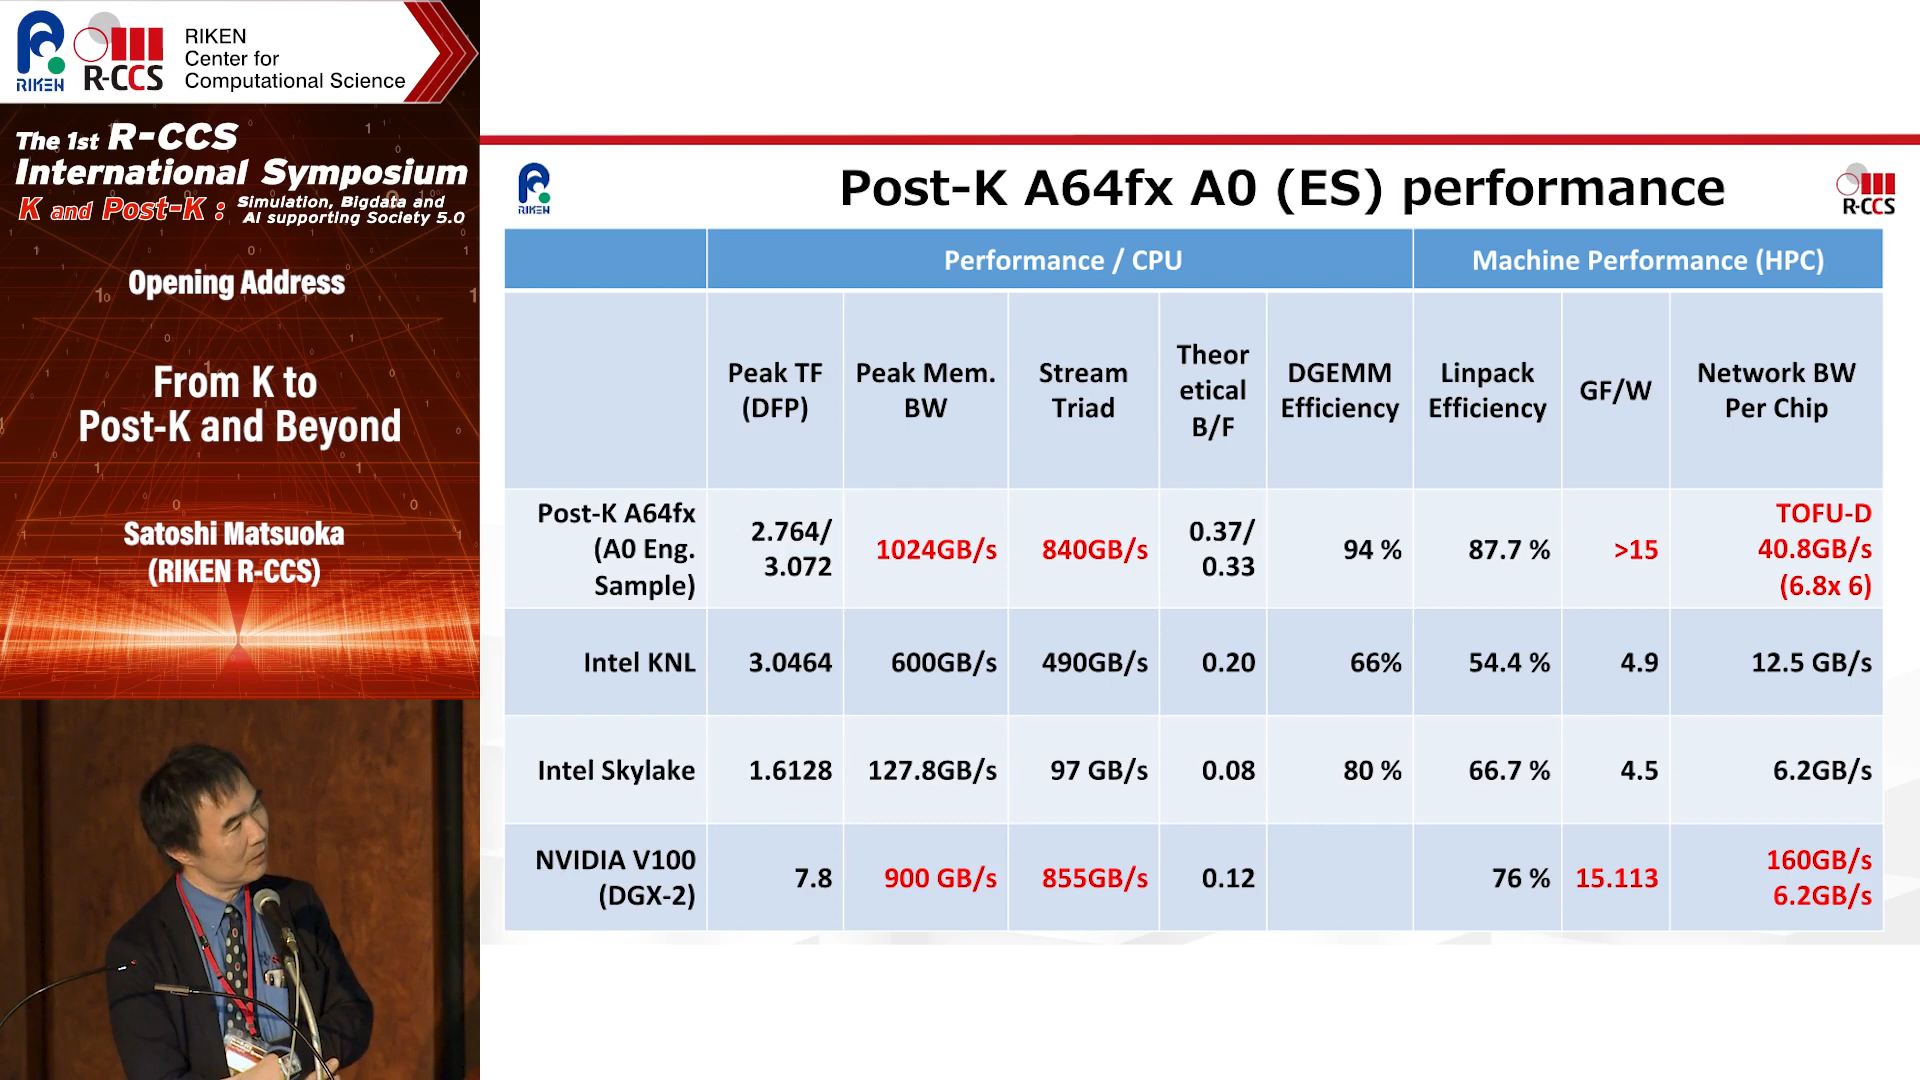 RIKEN
R-CCS
RIKEN
Center for
Computational Science
The 1st R-CCS
International Symposium
K and Post-K : Simulation, Bigdata and
AI supporting Society 5.0
Opening Address
From K to
Post-K and Beyond
Satoshi Matsuoka
(RIKEN R-CCS)
RIKEN
Post-K A64fx A0 (ES) performance
R-CCS
Performance / CPU
Machine Performance (HPC)
Peak TF
(DFP)
Peak Mem.
BW
Stream
Triad
Theor
etical
B/F
DGEMM
Efficiency
Linpack
Efficiency
GF/W
Network BW
Per Chip
Post-K A64fx
(A0 Eng.
Sample)
2.764/
3.072
1024GB/s
840GB/s
0.37/
0.33
94 %
87.7 %
>15
TOFU-D
40.8GB/s
(6.8x 6)
Intel KNL
3.0464
600GB/s
490GB/s
0.20
66%
54.4 %
4.9
12.5 GB/s
Intel Skylake
1.6128
127.8GB/s
97 GB/s
0.08
80 %
66.7 %
4.5
6.2GB/s
NVIDIA V100
(DGX-2)
7.8
900 GB/s
855GB/s
0.12
76 %
15.113
160GB/s
6.2GB/s